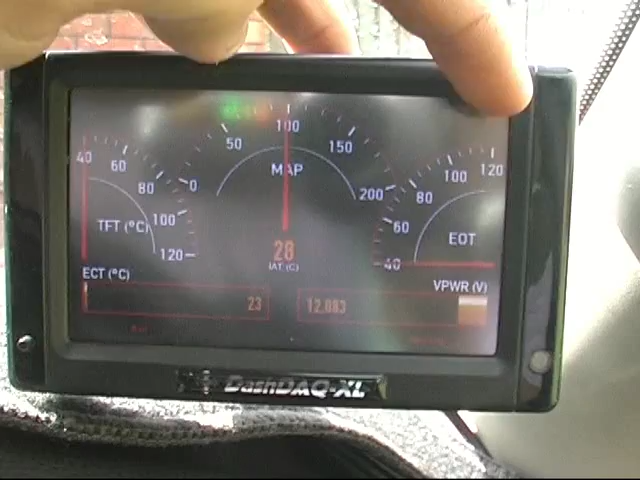 40 60 80 100 120
TFT (°C)
0 50 100 150 200
MAP
40 60 80 100 120
EOT
28
IAT (C)
ECT (°C)
23
VPWR (V)
12.083
DashDAQ-XL